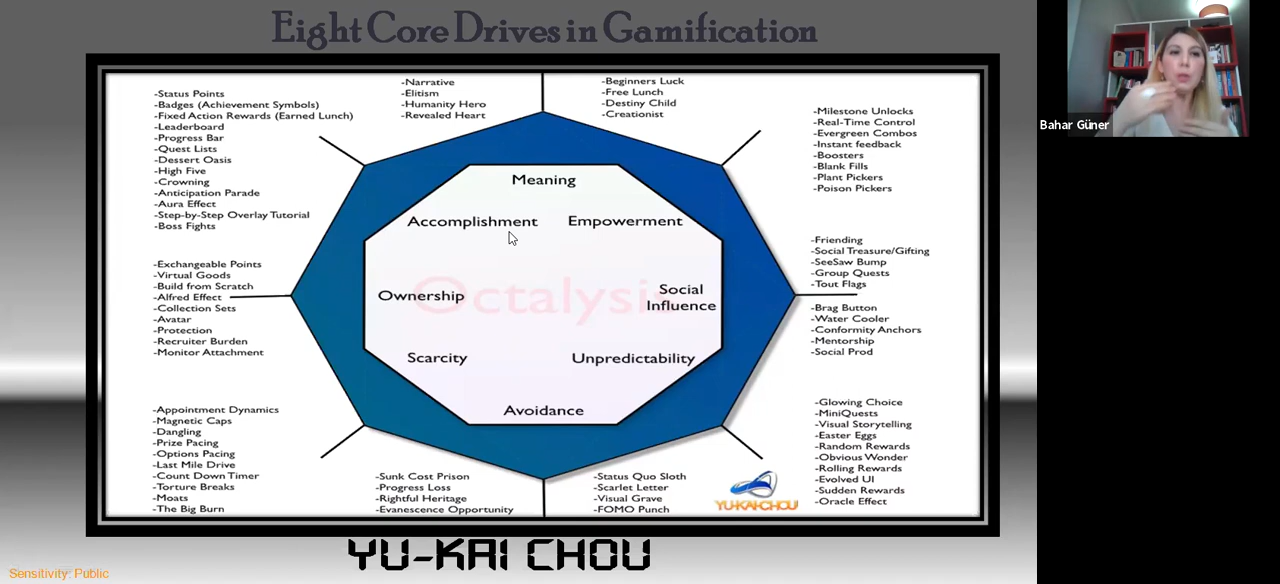 Eight Core Drives in Gamification
-Status Points
-Badges (Achievement Symbols)
-Fixed Action Rewards (Earned Lunch)
-Leaderboard
-Progress Bar
-Quest Lists
-Dessert Oasis
-High Five
-Crowning
-Anticipation Parade
-Aura Effect
-Step-by-Step Overlay Tutorial
-Boss Fights
-Narrative
-Elitism
-Humanity Hero
-Revealed Heart
-Beginners Luck
-Free Lunch
-Destiny Child
-Creationist
-Milestone Unlocks
-Real-Time Control
-Evergreen Combos
-Instant feedback
-Boosters
-Blank Fills
-Plant Pickers
-Poison Pickers
Meaning
Accomplishment
Empowerment
Ownership
Octalysis
Social
Influence
Scarcity
Unpredictability
Avoidance
-Exchangeable Points
-Virtual Goods
-Build from Scratch
-Alfred Effect
-Collection Sets
-Avatar
-Protection
-Recruiter Burden
-Monitor Attachment
-Friending
-Social Treasure/Gifting
-SeeSaw Bump
-Group Quests
-Tout Flags
-Brag Button
-Water Cooler
-Conformity Anchors
-Mentorship
-Social Prod
-Appointment Dynamics
-Magnetic Caps
-Dangling
-Prize Pacing
-Options Pacing
-Last Mile Drive
-Count Down Timer
-Torture Breaks
-Moats
-The Big Burn
-Sunk Cost Prison
-Progress Loss
-Rightful Heritage
-Evanescence Opportunity
-Status Quo Sloth
-Scarlet Letter
-Visual Grave
-FOMO Punch
-Glowing Choice
-MiniQuests
-Visual Storytelling
-Easter Eggs
-Random Rewards
-Obvious Wonder
-Rolling Rewards
-Evolved UI
-Sudden Rewards
-Oracle Effect
YU-KAI CHOU
YU-KAI CHOU
Sensitivity: Public
Bahar Güner